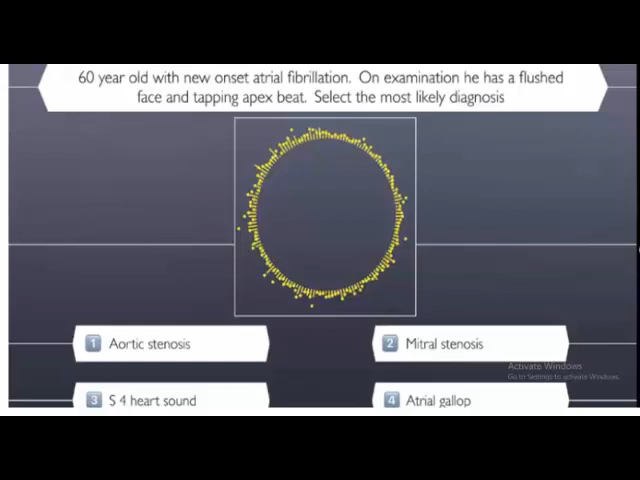 60 year old with new onset atrial fibrillation. On examination he has a flushed
face and tapping apex beat. Select the most likely diagnosis
1 Aortic stenosis
2 Mitral stenosis
Activate Windows
Go to Settings to activate Windows.
3 S 4 heart sound
4 Atrial gallop